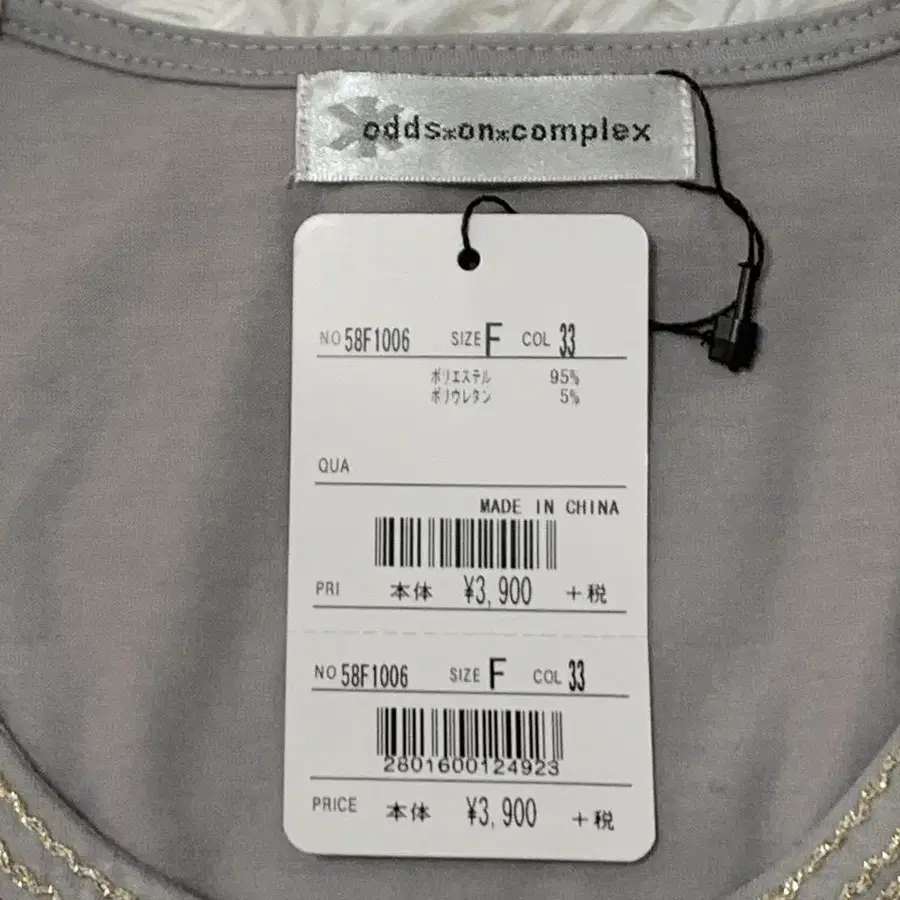 odds*on*complex
NO 58F1006 SIZE F COL 33
ポリエステル 95%
ポリウレタン 5%
QUA
MADE IN CHINA
PRI 本体 ¥3,900 +税
NO 58F1006 SIZE F COL 33
2801600124923
PRICE 本体 ¥3,900 +税